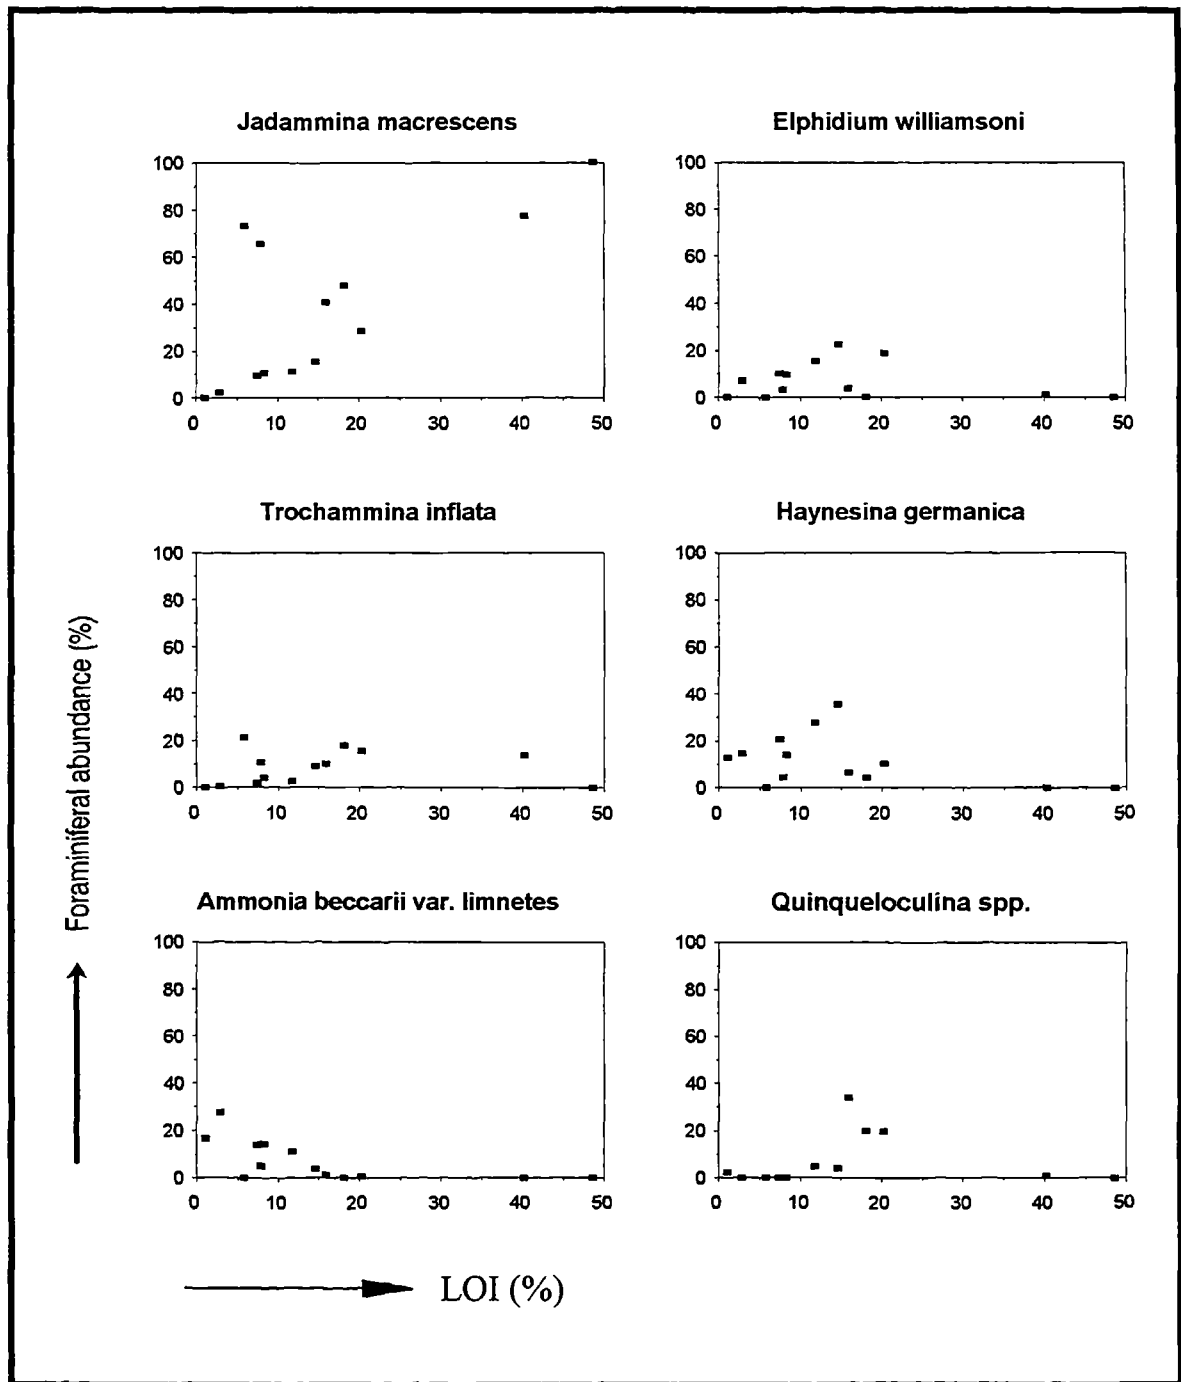 Jadammina macrescens
100
80
60
40
20
0
0 10 20 30 40 50
Elphidium williamsoni
100
80
60
40
20
0
0 10 20 30 40 50
Trochammina inflata
100
80
60
40
20
0
0 10 20 30 40 50
Haynesina germanica
100
80
60
40
20
0
0 10 20 30 40 50
Ammonia beccarii var. limnetes
100
80
60
40
20
0
0 10 20 30 40 50
Quinqueloculina spp.
100
80
60
40
20
0
0 10 20 30 40 50
Foraminiferal abundance (%)
LOI (%)